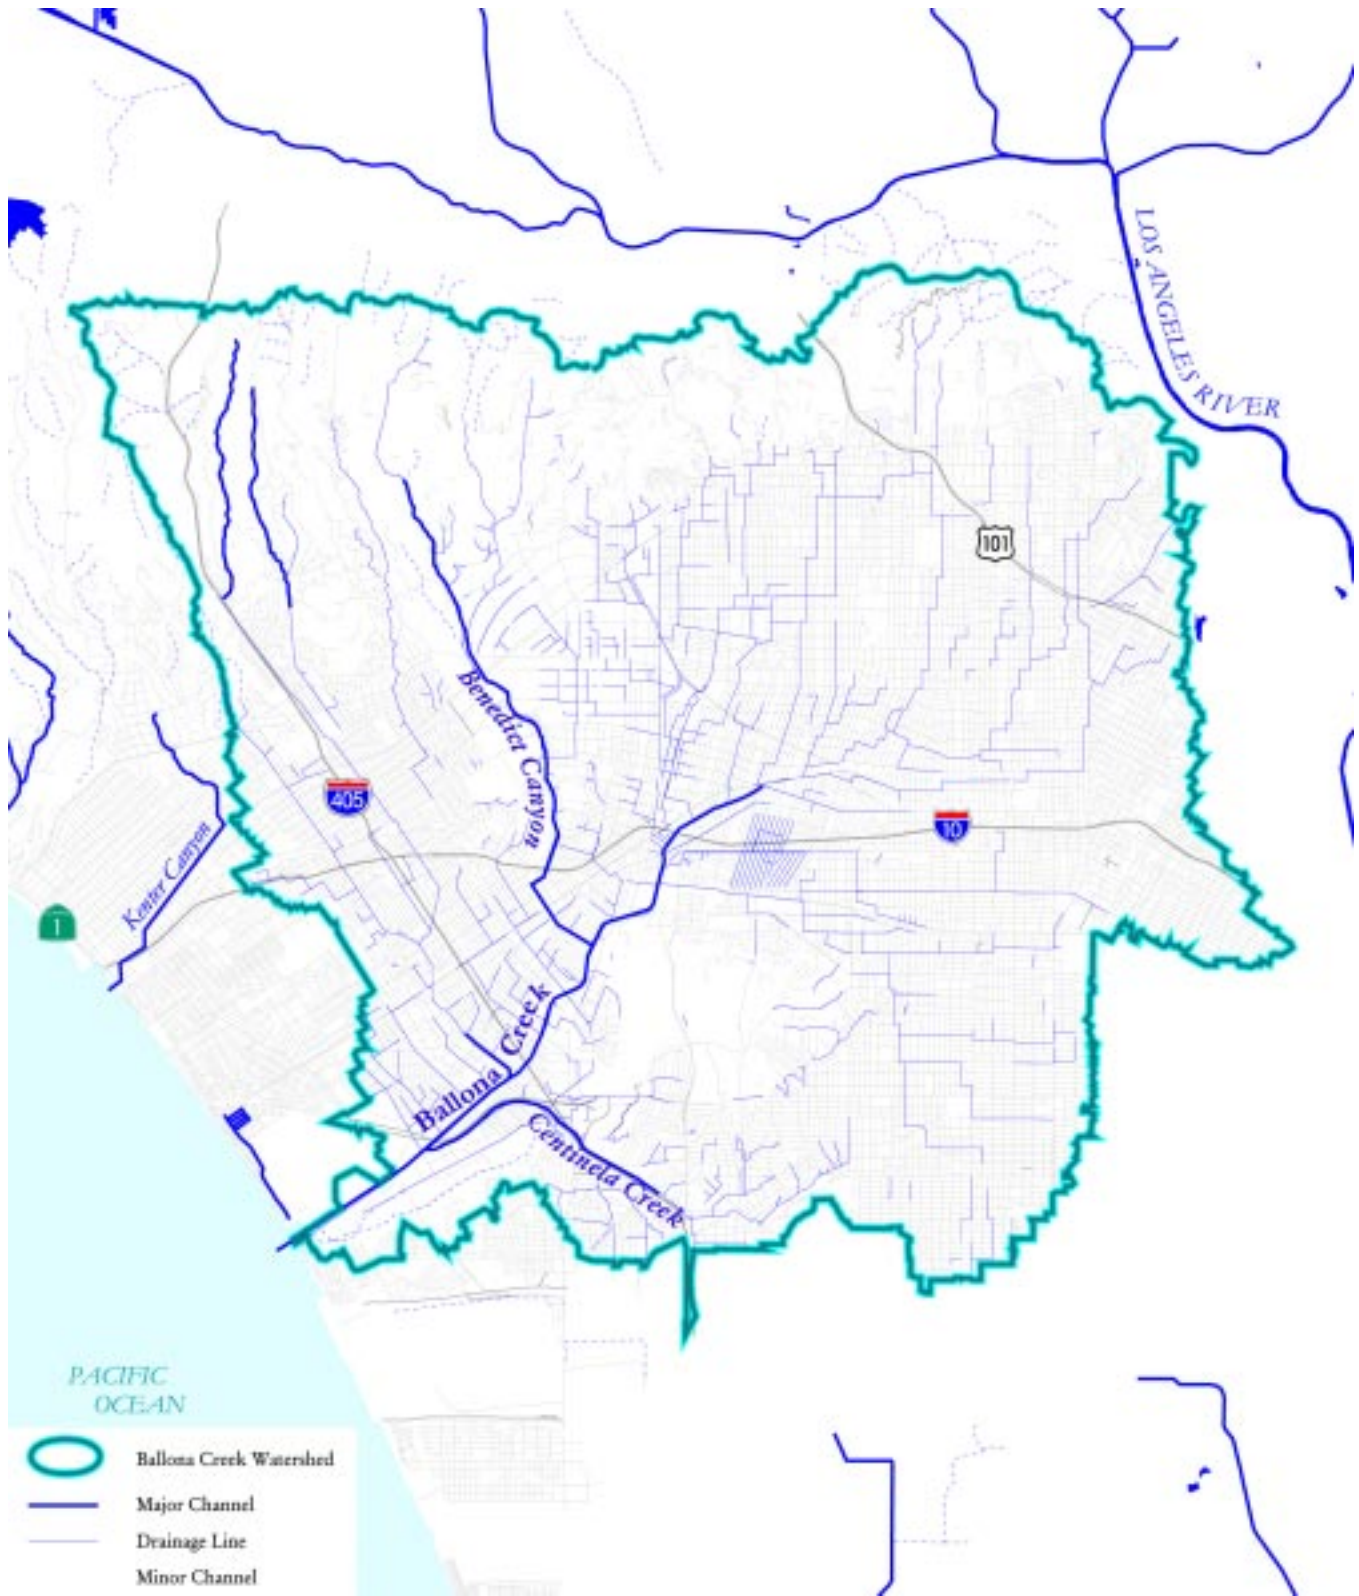 LOS ANGELES RIVER
101
Benedict Canyon
405
10
Kenter Canyon
1
Ballona Creek
Centinela Creek
PACIFIC
OCEAN
Ballona Creek Watershed
Major Channel
Drainage Line
Minor Channel